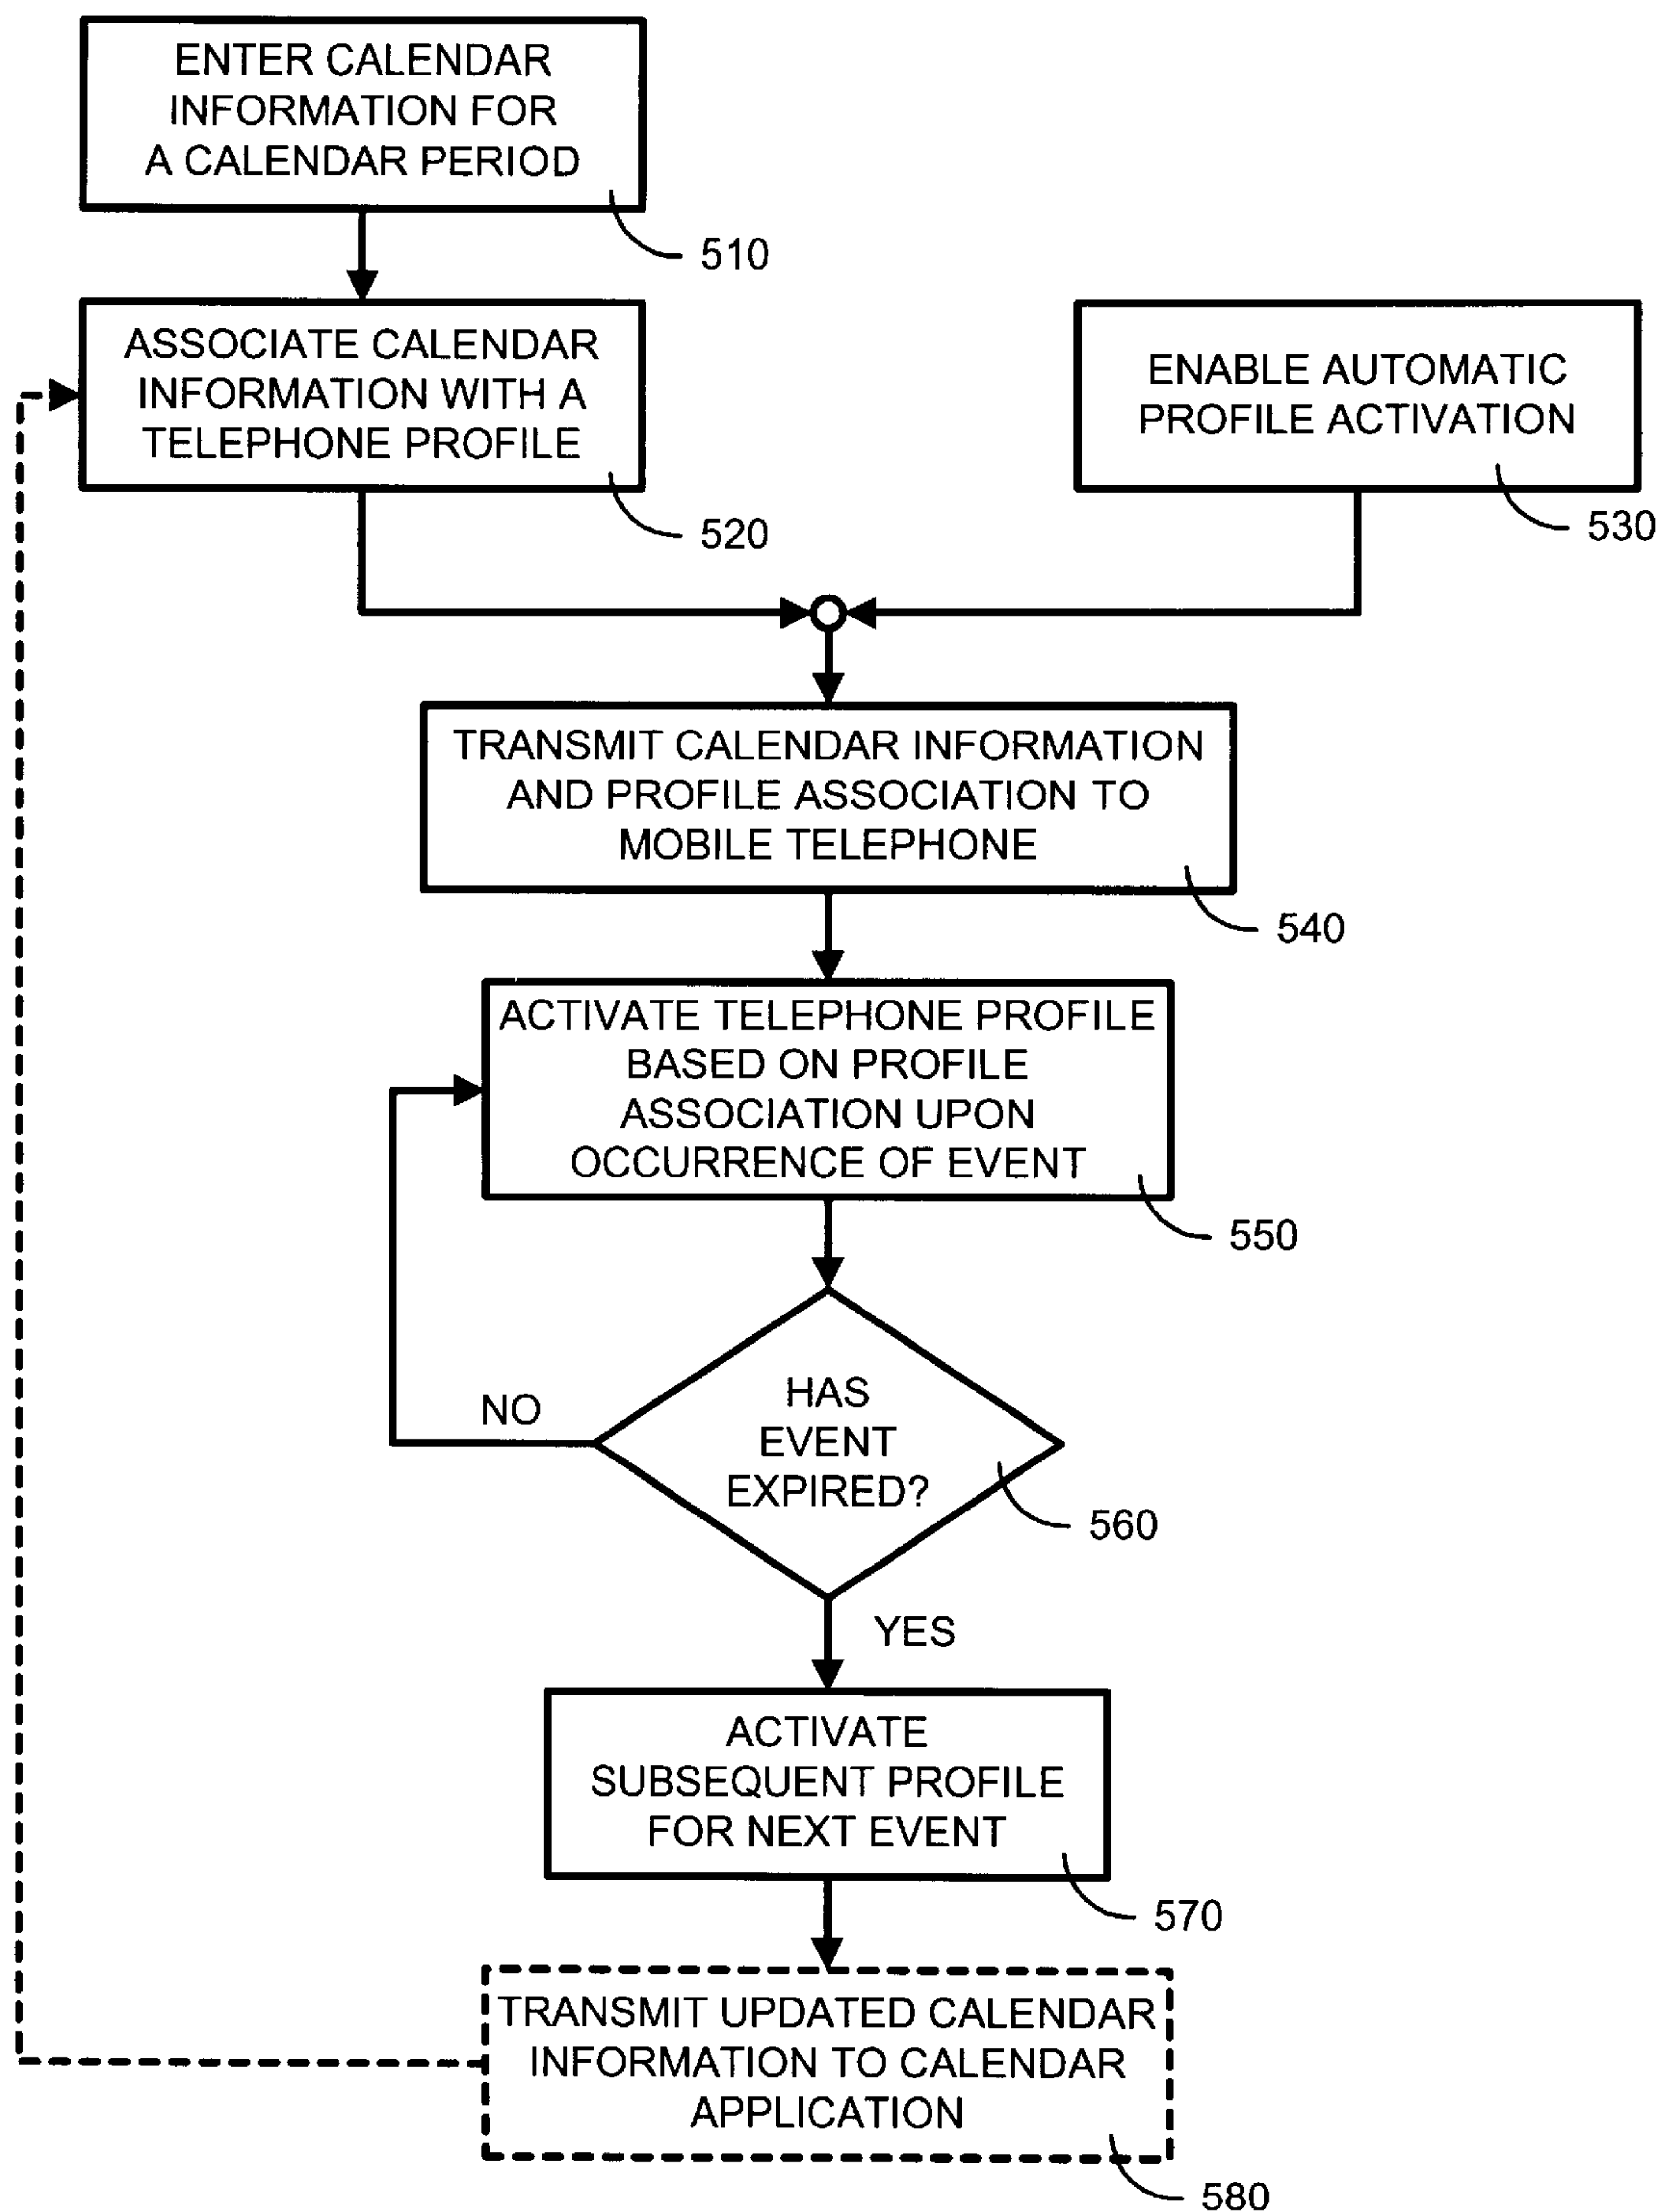 ENTER CALENDAR
INFORMATION FOR
A CALENDAR PERIOD
510
ASSOCIATE CALENDAR
INFORMATION WITH A
TELEPHONE PROFILE
520
ENABLE AUTOMATIC
PROFILE ACTIVATION
530
TRANSMIT CALENDAR INFORMATION
AND PROFILE ASSOCIATION TO
MOBILE TELEPHONE
540
ACTIVATE TELEPHONE PROFILE
BASED ON PROFILE
ASSOCIATION UPON
OCCURRENCE OF EVENT
550
HAS
EVENT
EXPIRED?
NO
560
YES
ACTIVATE
SUBSEQUENT PROFILE
FOR NEXT EVENT
570
TRANSMIT UPDATED CALENDAR
INFORMATION TO CALENDAR
APPLICATION
580